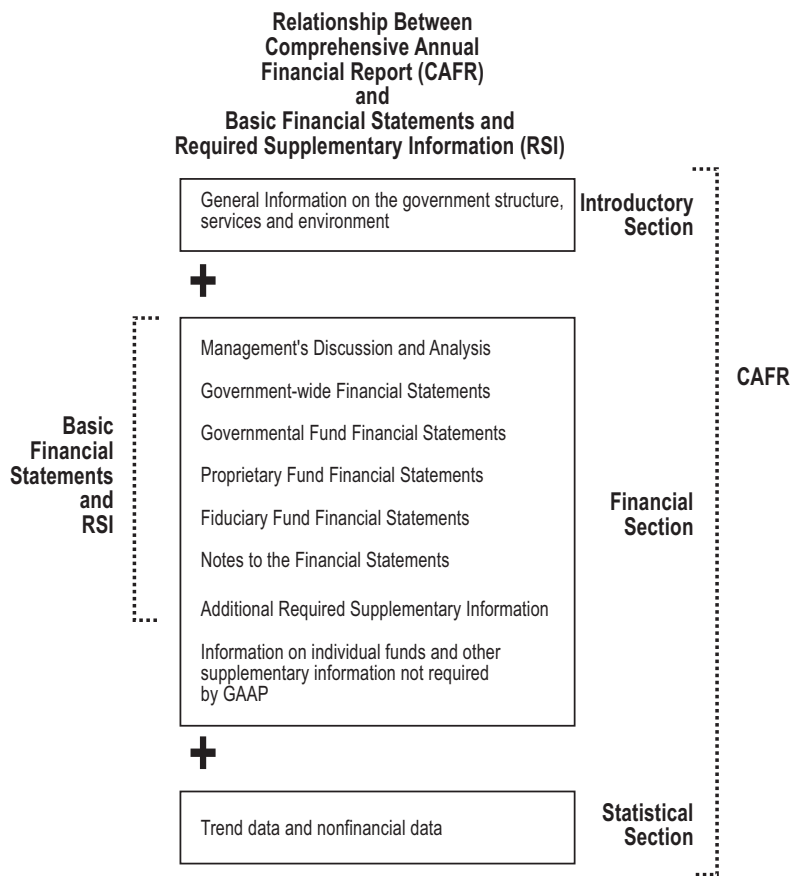 Relationship Between
Comprehensive Annual
Financial Report (CAFR)
and
Basic Financial Statements and
Required Supplementary Information (RSI)
General Information on the government structure,
services and environment
Introductory
Section
+
Management's Discussion and Analysis
Government-wide Financial Statements
Governmental Fund Financial Statements
Proprietary Fund Financial Statements
Fiduciary Fund Financial Statements
Notes to the Financial Statements
Additional Required Supplementary Information
Information on individual funds and other
supplementary information not required
by GAAP
Basic
Financial
Statements
and
RSI
Financial
Section
CAFR
+
Trend data and nonfinancial data
Statistical
Section